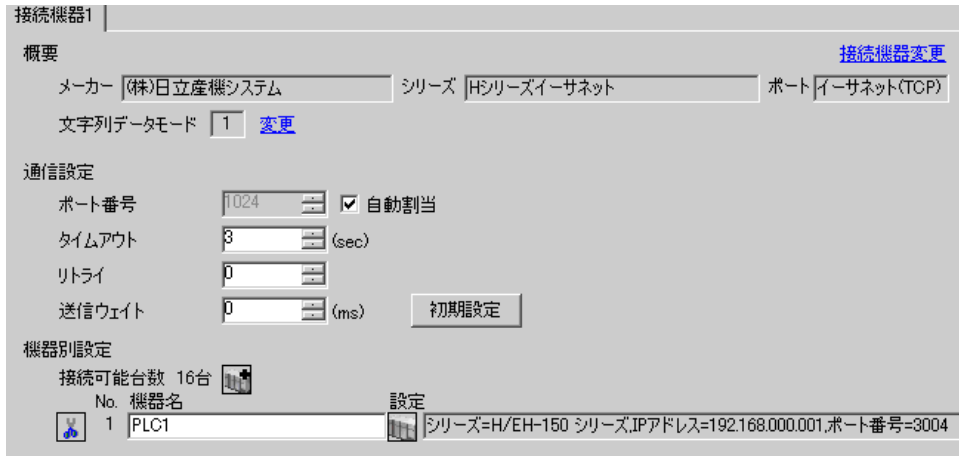 接続機器1
概要 接続機器変更
メーカー (株)日立産機システム シリーズ Hシリーズイーサネット ポート イーサネット(TCP)
文字列データモード 1 変更
通信設定
ポート番号 1024 自動割当
タイムアウト 3 (sec)
リトライ 0
送信ウェイト 0 (ms) 初期設定
機器別設定
接続可能台数 16台
No. 機器名 設定
1 PLC1 シリーズ=H/EH-150 シリーズ,IPアドレス=192.168.000.001,ポート番号=3004